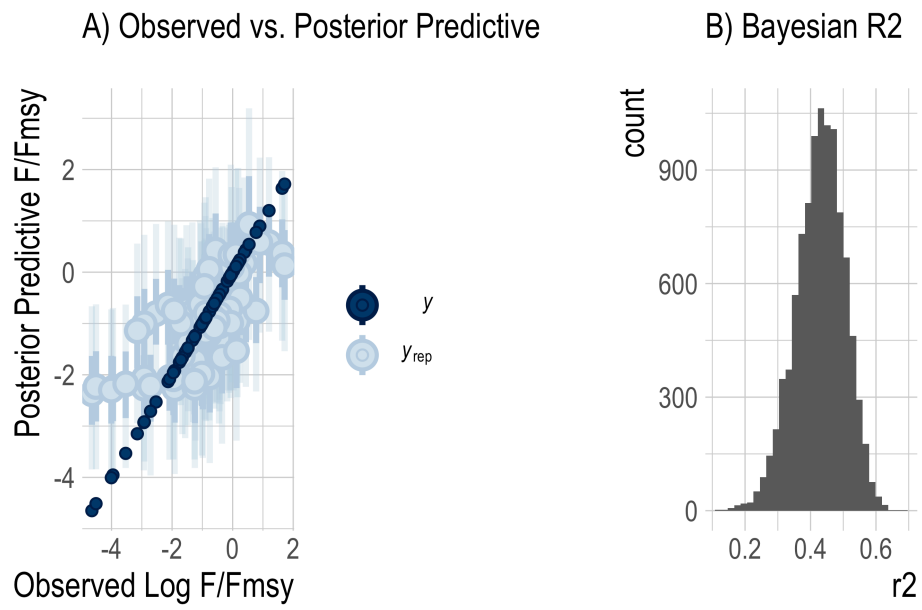 A) Observed vs. Posterior Predictive
B) Bayesian R2
Posterior Predictive F/Fmsy
2
0
-2
-4
-4 -2 0 2
Observed Log F/Fmsy
y
yrep
count
900
600
300
0
0.2 0.4 0.6
r2